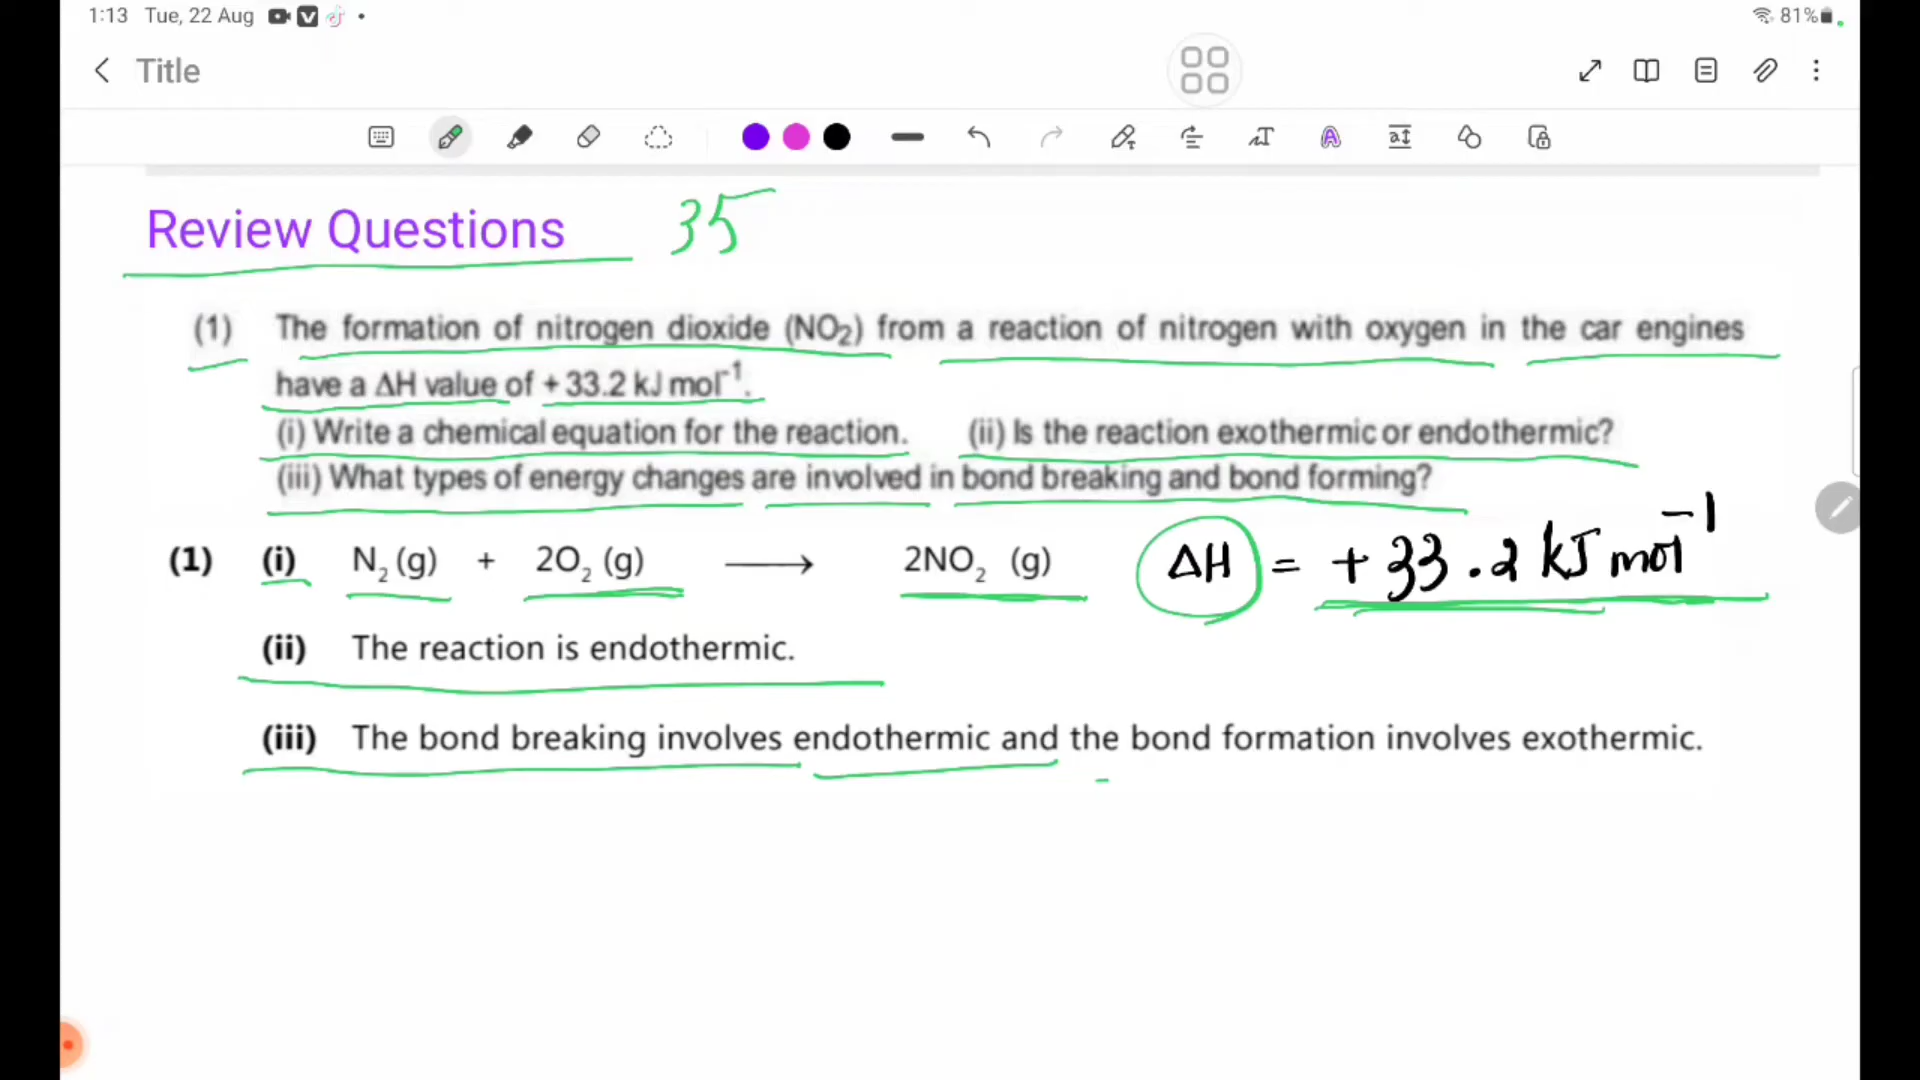 1:13 Tue, 22 Aug
81%
Title
Review Questions 35
(1) The formation of nitrogen dioxide (NO₂) from a reaction of nitrogen with oxygen in the car engines
have a ΔH value of + 33.2 kJ mol⁻¹.
(i) Write a chemical equation for the reaction. (ii) Is the reaction exothermic or endothermic?
(iii) What types of energy changes are involved in bond breaking and bond forming?
(1) (i) N₂ (g) + 2O₂ (g) ⟶ 2NO₂ (g) ΔH = +33.2 kJ mol⁻¹
(ii) The reaction is endothermic.
(iii) The bond breaking involves endothermic and the bond formation involves exothermic.